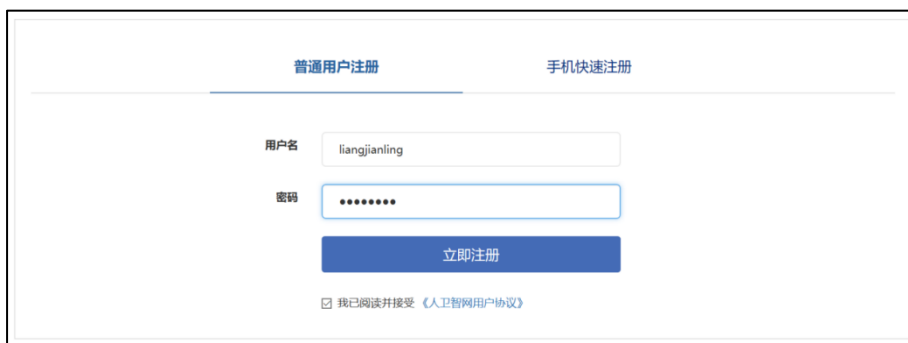 普通用户注册 手机快速注册
用户名 liangjianling
密码 ●●●●●●●●
立即注册
我已阅读并接受 《人卫智网用户协议》